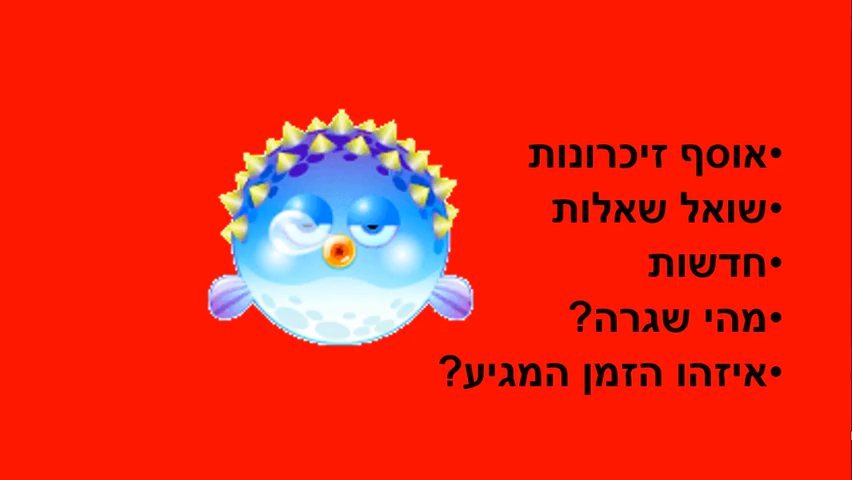 •אוסף זיכרונות
•שואל שאלות
•חדשות
•מהי שגרה?
•איזהו הזמן המגיע?